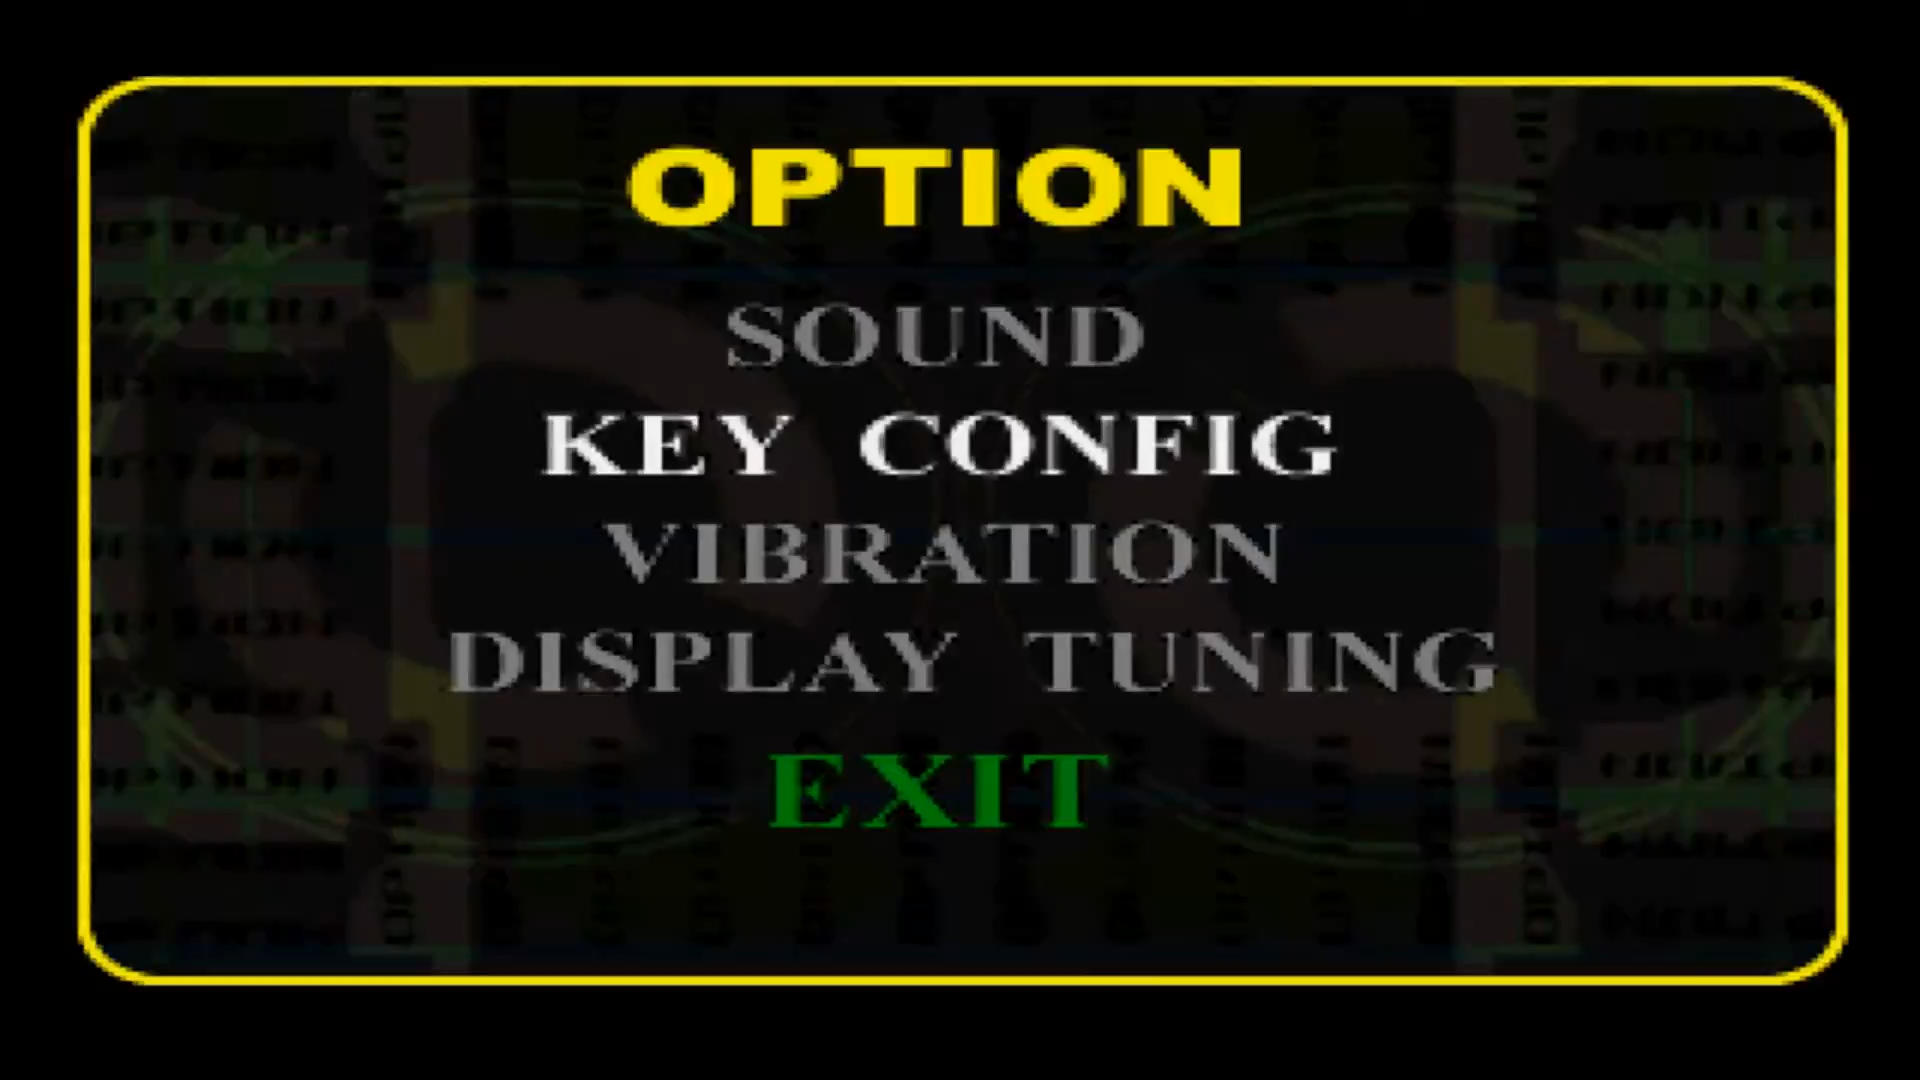 OPTION
SOUND
KEY CONFIG
VIBRATION
DISPLAY TUNING
EXIT